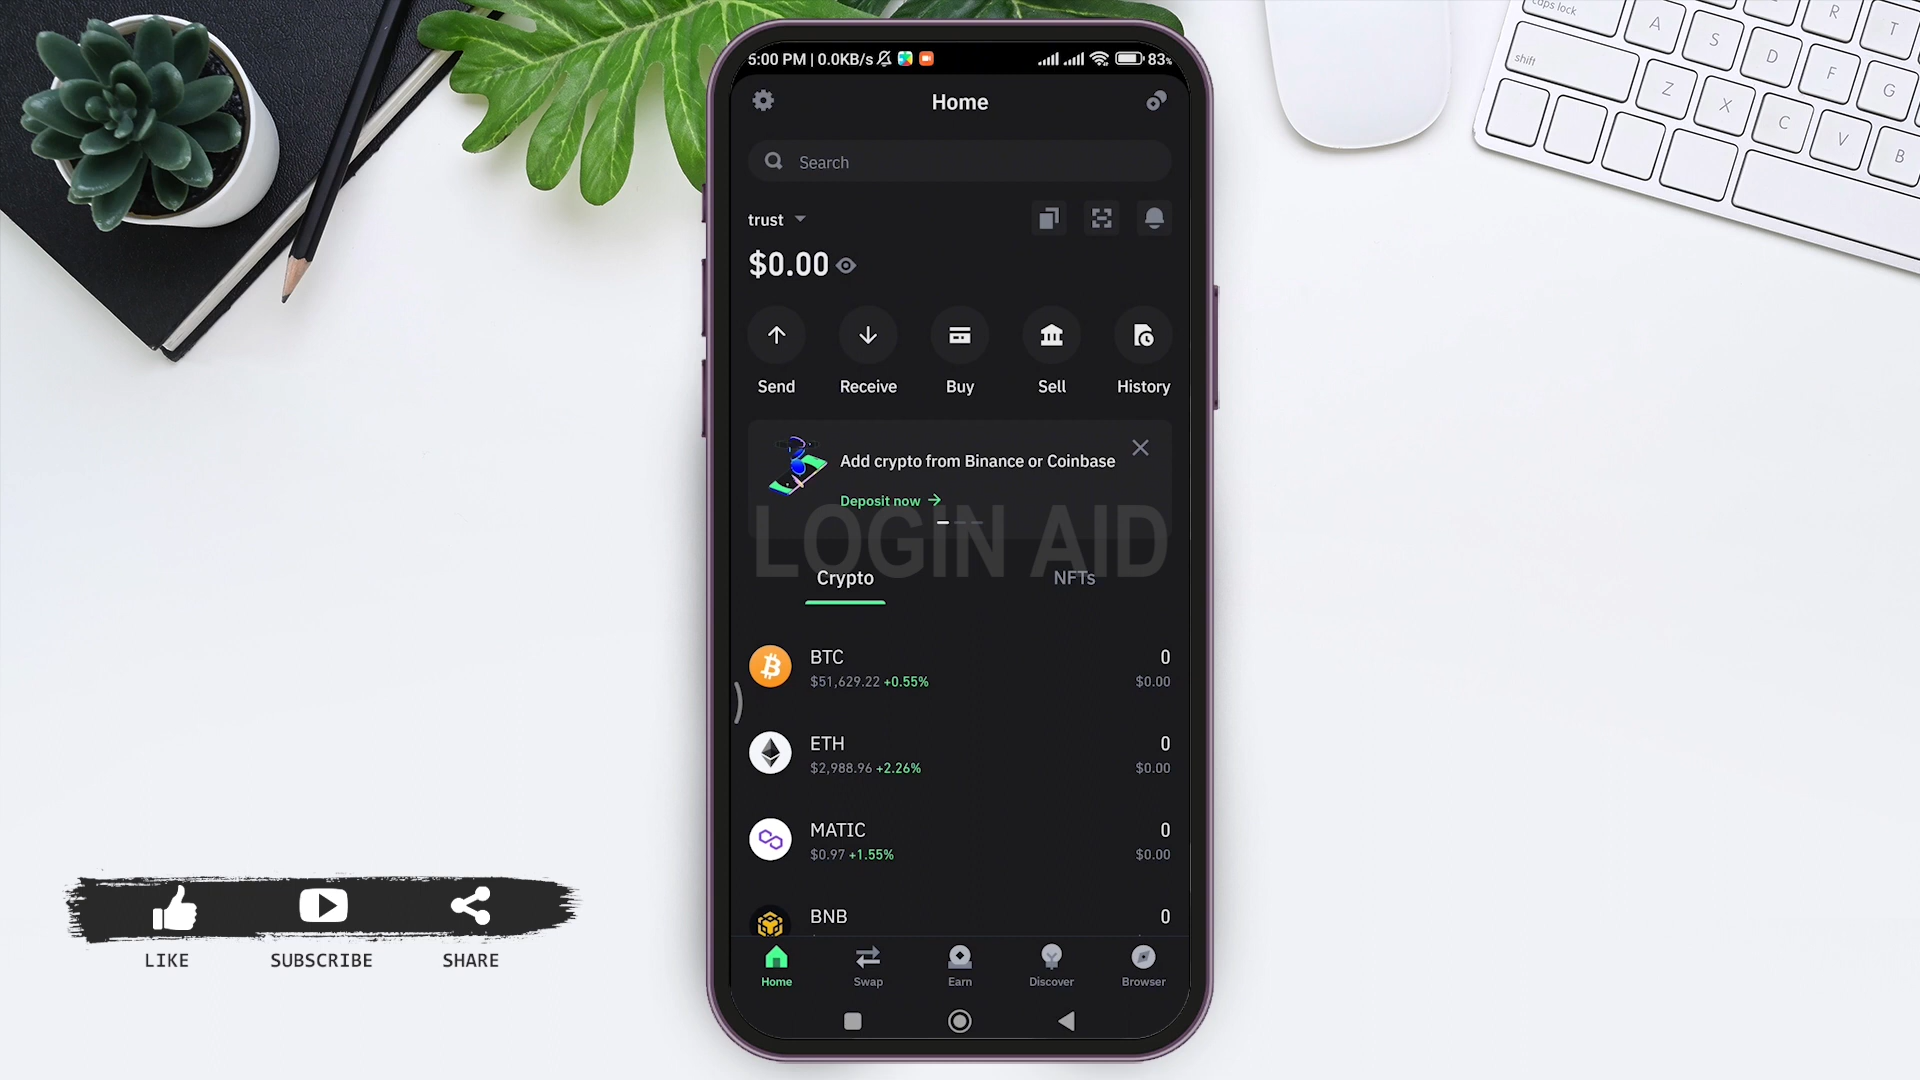 5:00 PM | 0.0KB/s 83%
Home
Search
trust
$0.00
Send Receive Buy Sell History
Add crypto from Binance or Coinbase
Deposit now →
LOGIN AID
Crypto NFTs
BTC 0
$51,629.22 +0.55% $0.00
ETH 0
$2,988.96 +2.26% $0.00
MATIC 0
$0.97 +1.55% $0.00
BNB 0
Home Swap Earn Discover Browser
LIKE SUBSCRIBE SHARE
caps lock
shift
A S D F G
Z X C V B
R T